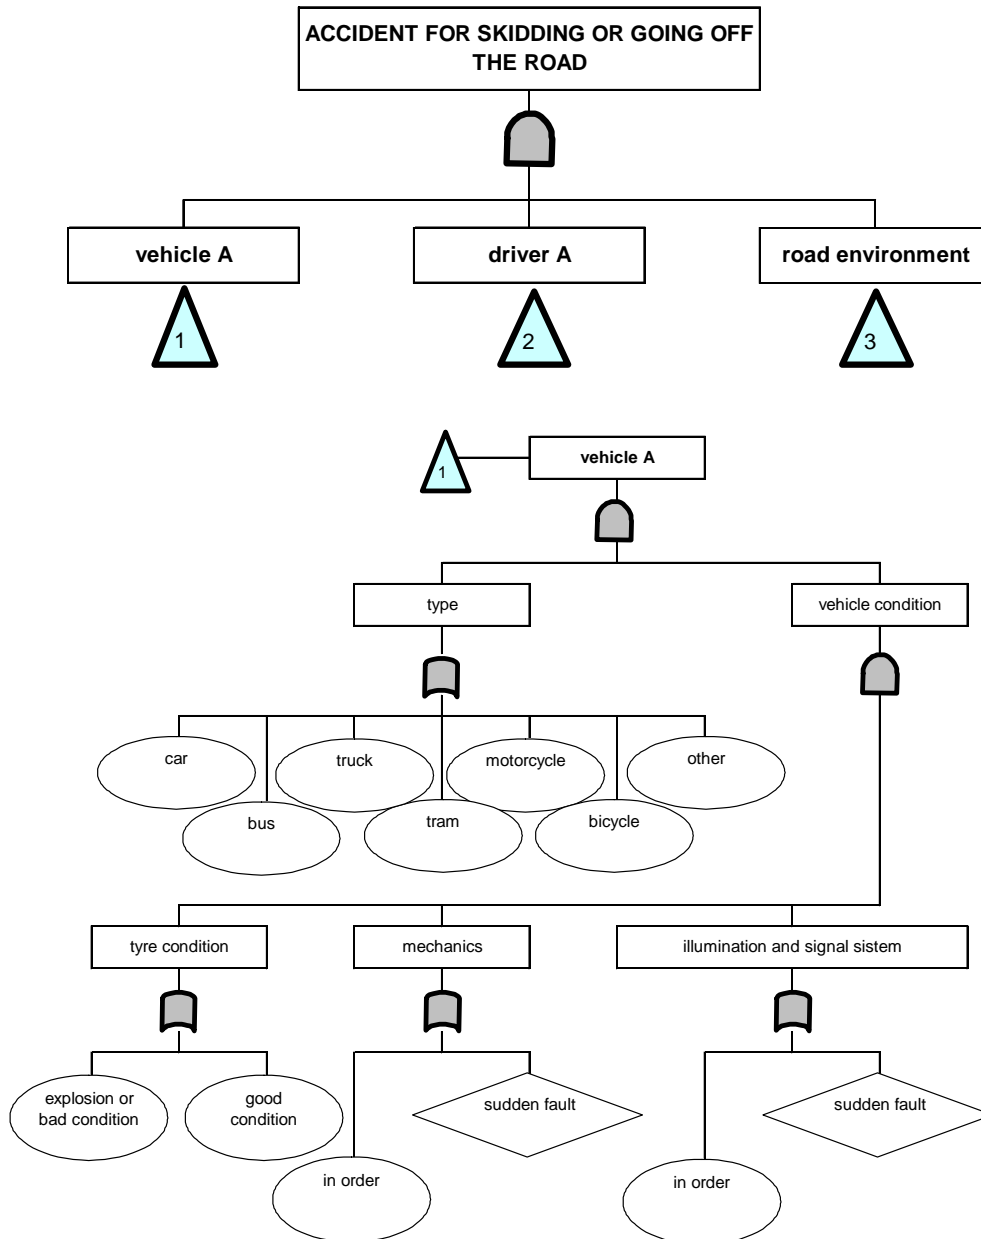 ACCIDENT FOR SKIDDING OR GOING OFF
THE ROAD
vehicle A
driver A
road environment
1
2
3
1
vehicle A
type
vehicle condition
car
truck
motorcycle
other
bus
tram
bicycle
tyre condition
mechanics
illumination and signal sistem
explosion or
bad condition
good
condition
sudden fault
sudden fault
in order
in order